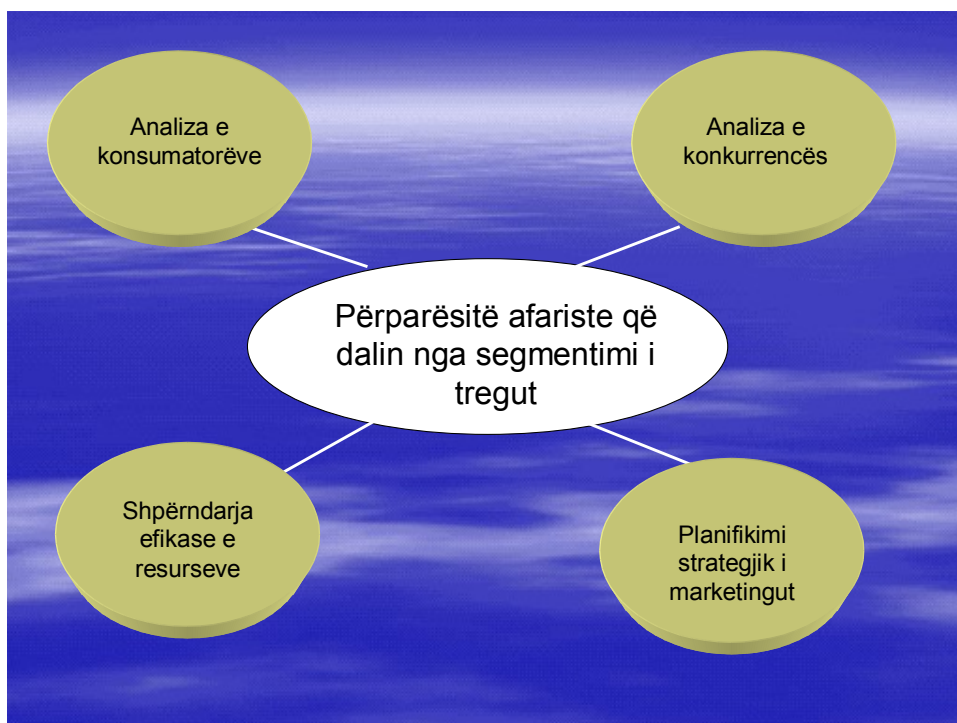 Analiza e
konsumatorëve
Analiza e
konkurrencës
Përparësitë afariste që
dalin nga segmentimi i
tregut
Shpërndarja
efikase e
resurseve
Planifikimi
strategjik i
marketingut